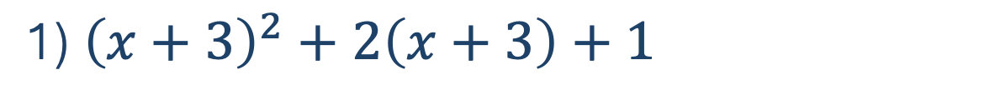 1) (x + 3)² + 2(x + 3) + 1